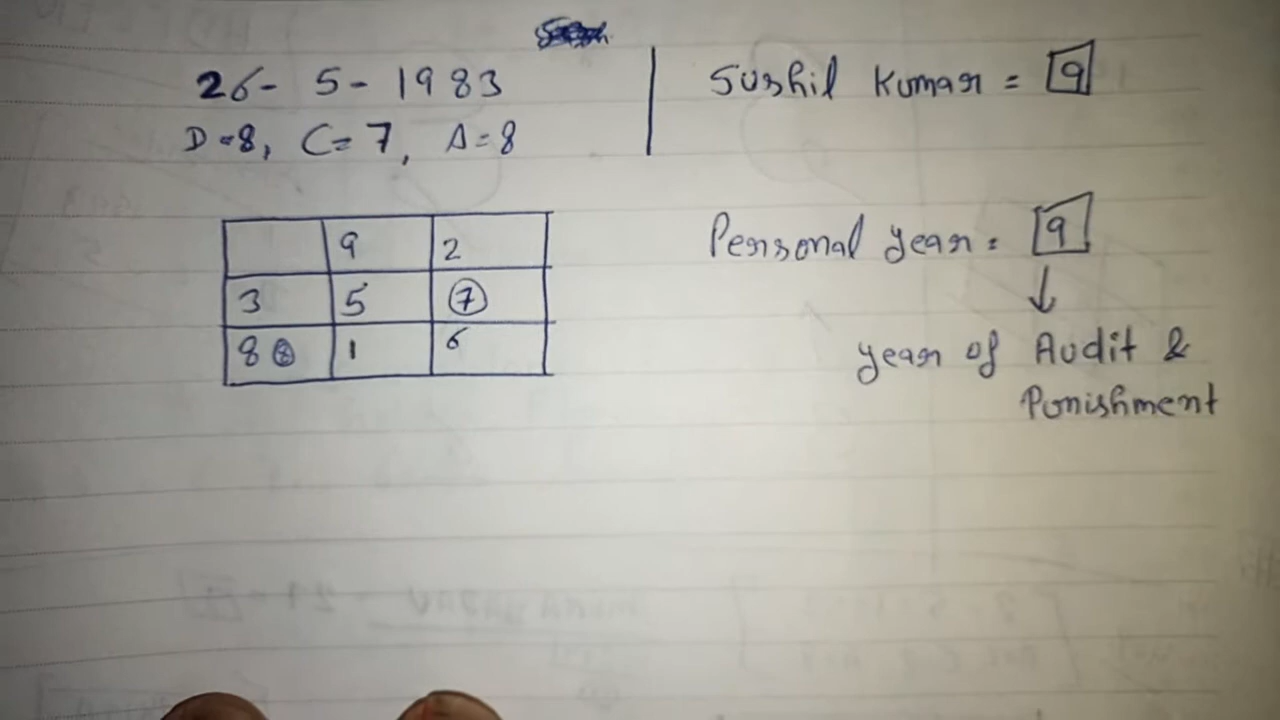 26- 5- 1983
D=8, C=7, A=8
Sushil Kumar = 9
9 2
3 5 7
8 8 1 6
Personal year = 9
↓
year of Audit &
Punishment